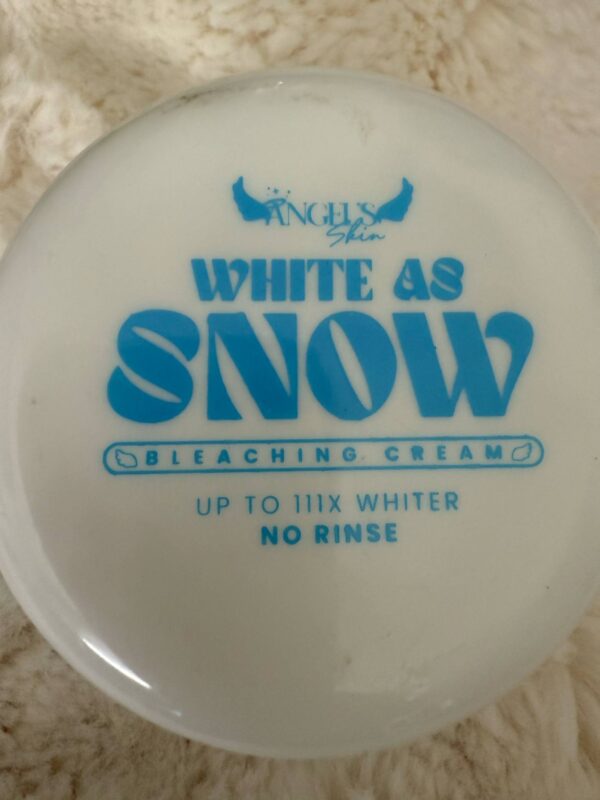 ANGEL'S
Skin
WHITE AS
SNOW
BLEACHING CREAM
UP TO 111X WHITER
NO RINSE